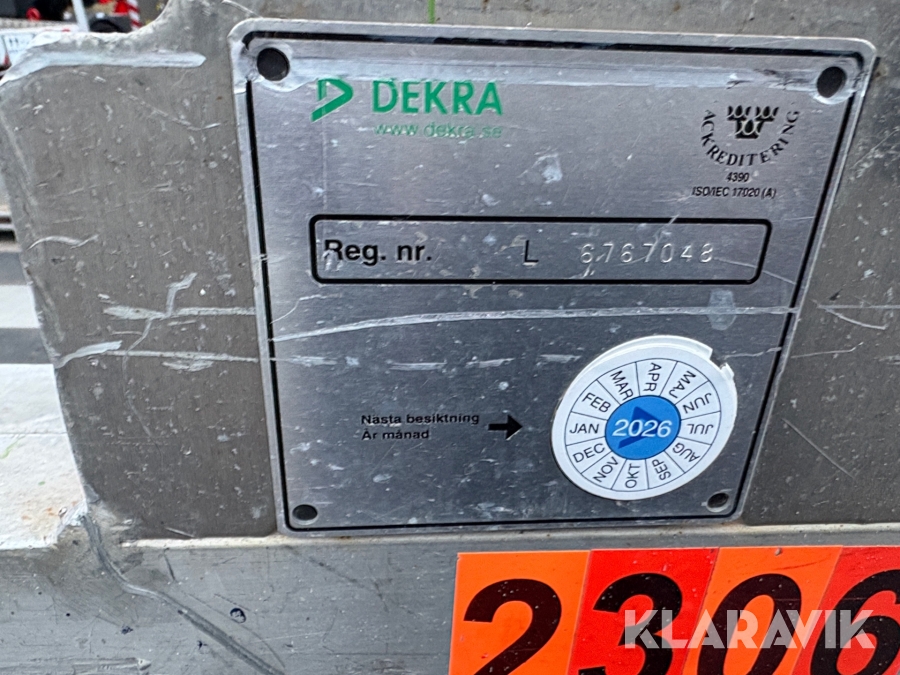 DEKRA
www.dekra.se
ACKREDITERING
4390
ISO/IEC 17020 (A)
Reg. nr. L 6767048
Nästa besiktning
År månad
JAN FEB MAR APR MAJ JUN JUL AUG SEP OKT NOV DEC
2026
2306
KLARAVIK